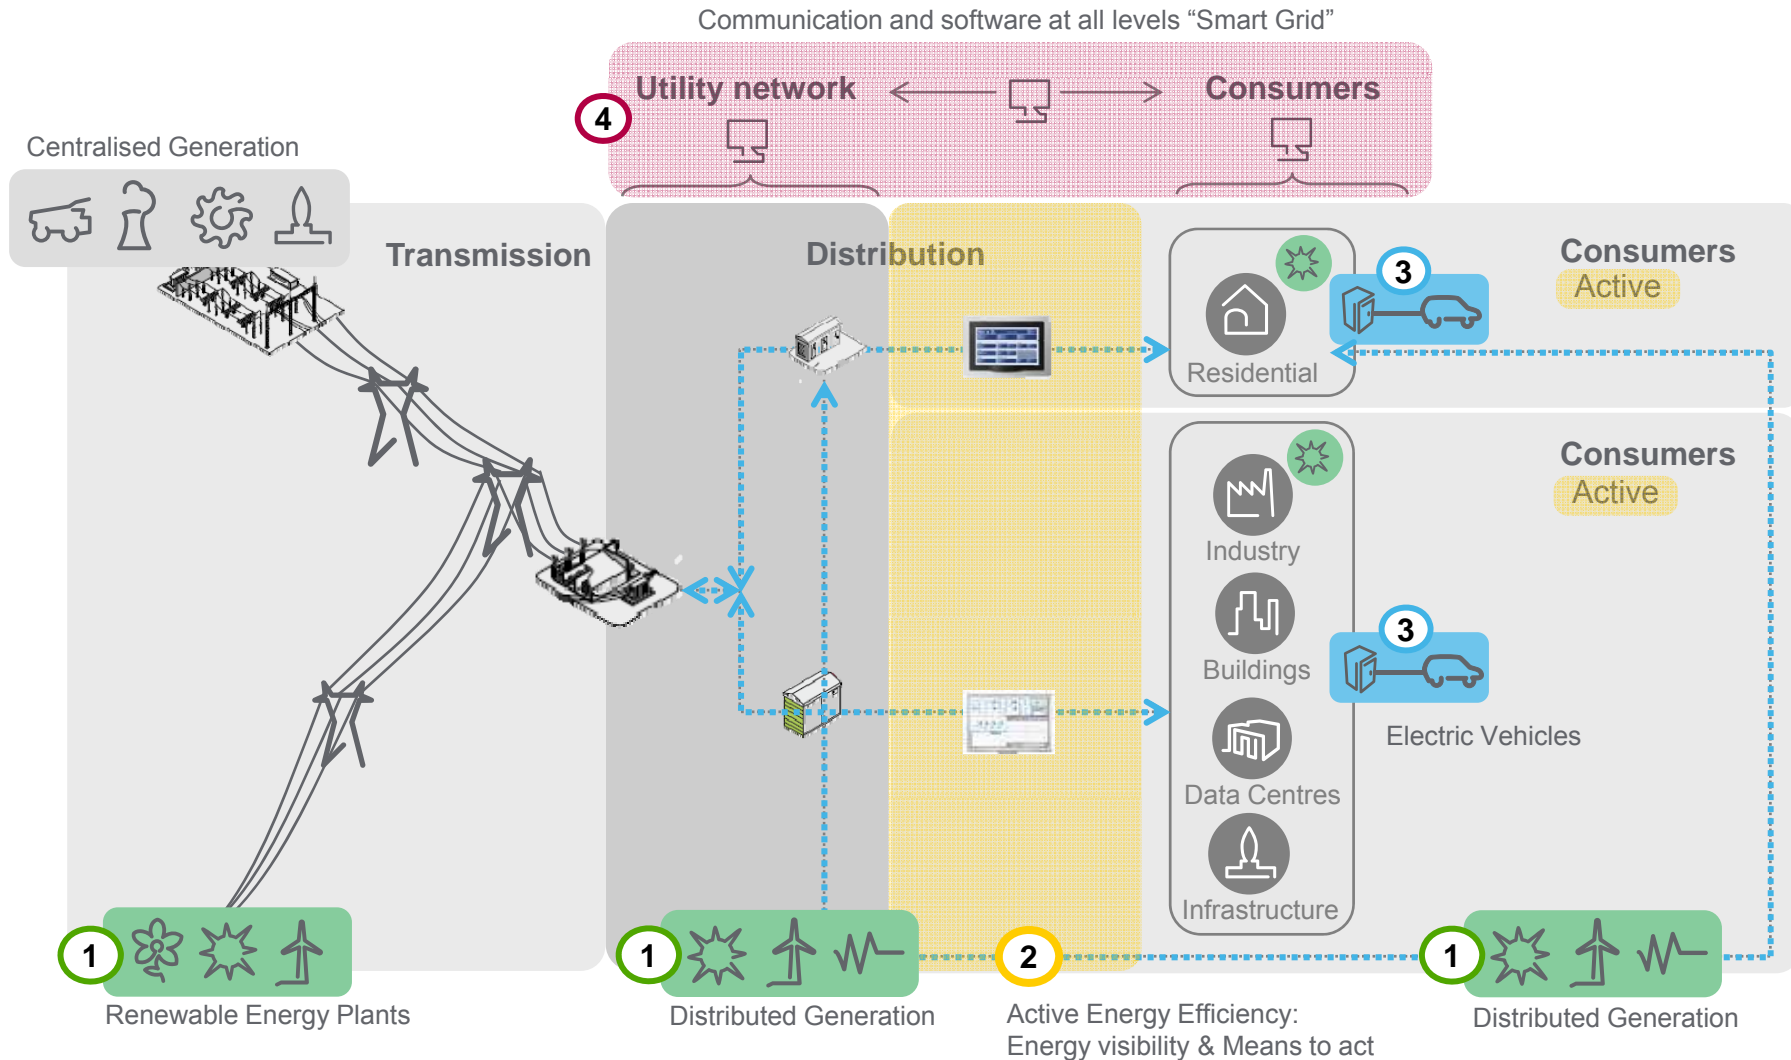 Communication and software at all levels “Smart Grid”
Utility network
Consumers
4
Centralised Generation
Transmission
Distribution
Consumers
Active
3
Residential
Consumers
Active
Industry
3
Buildings
Electric Vehicles
Data Centres
Infrastructure
1
1
2
1
Renewable Energy Plants
Distributed Generation
Active Energy Efficiency:
Energy visibility & Means to act
Distributed Generation